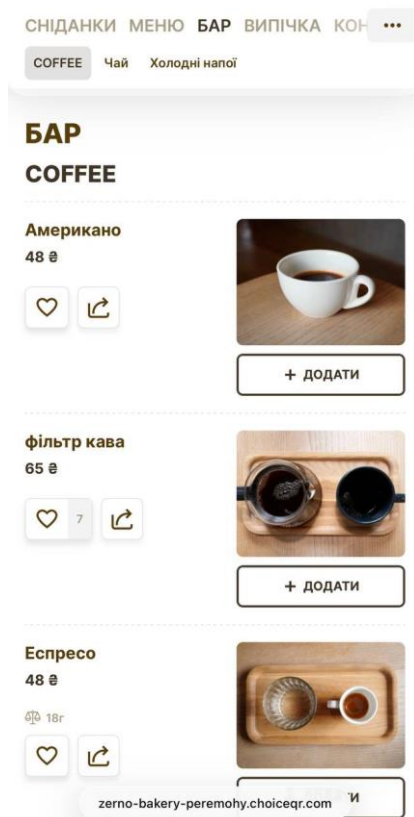 СНІДАНКИ МЕНЮ БАР ВИПІЧКА
COFFEE Чай Холодні напої
БАР
COFFEE
Американо
48 ₴
+ ДОДАТИ
фільтр кава
65 ₴
7
+ ДОДАТИ
Еспресо
48 ₴
18г
zerno-bakery-peremohy.choiceqr.com